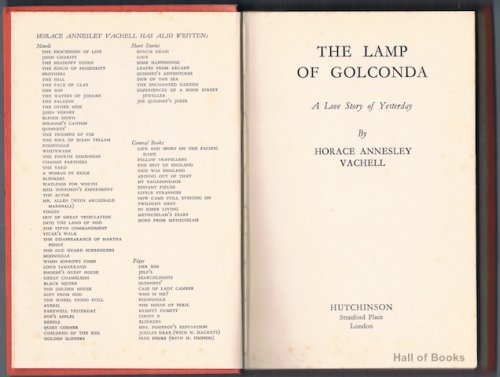 HORACE ANNESLEY VACHELL HAS ALSO WRITTEN:
Novels
THE PROCESSION OF LIFE
JOHN CHARITY
THE SHADOWY THIRD
THE PINCH OF PROSPERITY
BROTHERS
THE HILL
THE FACE OF CLAY
HER SON
THE WATERS OF JORDAN
THE PALADIN
THE OTHER SIDE
JOHN VERNEY
BLINDS DOWN
SPRAGGE'S CANYON
QUINNEYS'
THE TRIUMPH OF TIM
THE SOUL OF SUSAN YELLAM
FISHPINGLE
WHITEWASH
THE FOURTH DIMENSION
CHANGE PARTNERS
THE YARD
A WOMAN IN EXILE
BLINKERS
WATLINGS FOR WORTH
MISS TORROBIN'S EXPERIMENT
THE ACTOR
MR. ALLEN (WITH ARCHIBALD
MARSHALL)
VIRGIN
OUT OF GREAT TRIBULATION
INTO THE LAND OF NOD
THE FIFTH COMMANDMENT
VICAR'S WALK
THE DISAPPEARANCE OF MARTHA
PENNY
THE OLD GUARD SURRENDERS
MOONHILLS
WHEN SORROWS COME
LORD SAMARKAND
PHOEBE'S GUEST HOUSE
GREAT CHAMELEON
BLACK SQUIRE
THE GOLDEN HOUSE
GIFT FROM GOD
THE WHEEL STOOD STILL
AVERIL
FAREWELL YESTERDAY
EVE'S APPLES
REBELS
QUIET CORNER
CHILDREN OF THE SOIL
GOLDEN SLIPPERS
Short Stories
BUNCH GRASS
LOOT
SOME HAPPENINGS
LEAVES FROM ARCADY
QUINNEY'S ADVENTURES
DEW OF THE SEA
THE ENCHANTED GARDEN
EXPERIENCES OF A BOND STREET
JEWELLER
JOE QUINNEY'S JODIE
General Books
LIFE AND SPORT ON THE PACIFIC
SLOPE
FELLOW TRAVELLERS
THE BEST OF ENGLAND
THIS WAS ENGLAND
ARISING OUT OF THAT
MY VAGABONDAGE
DISTANT FIELDS
LITTLE TYRANNIES
NOW CAME STILL EVENING ON
TWILIGHT GREY
IN SOBER LIVERY
METHUSELAH'S DIARY
MORE FROM METHUSELAH
Plays
HER SON
JELF'S
SEARCHLIGHTS
QUINNEYS'
CASE OF LADY CAMBER
WHO IS HE?
FISHPINGLE
THE HOUSE OF PERIL
HUMPTY DUMPTY
COUNT X
BLINKERS
MRS. POMEROY'S REPUTATION
JUBILEE DRAX (WITH W. HACKETT)
PLUS FOURS (WITH H. SIMPSON)
THE LAMP
OF GOLCONDA
A Love Story of Yesterday
By
HORACE ANNESLEY
VACHELL
HUTCHINSON
Stratford Place
London
Hall of Books